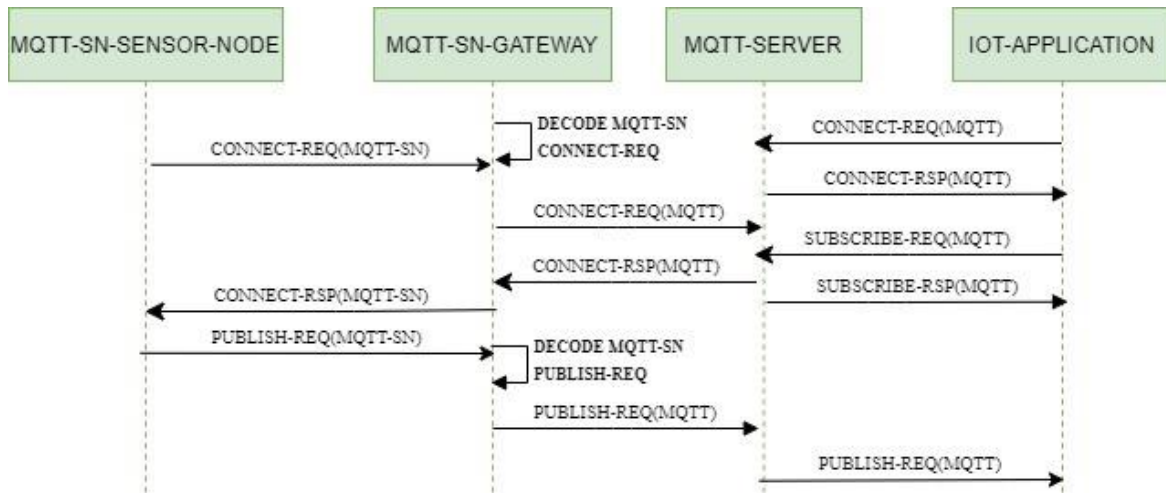 MQTT-SN-SENSOR-NODE
MQTT-SN-GATEWAY
MQTT-SERVER
IOT-APPLICATION
DECODE MQTT-SN
CONNECT-REQ
CONNECT-REQ(MQTT)
CONNECT-REQ(MQTT-SN)
CONNECT-RSP(MQTT)
CONNECT-REQ(MQTT)
SUBSCRIBE-REQ(MQTT)
CONNECT-RSP(MQTT)
SUBSCRIBE-RSP(MQTT)
CONNECT-RSP(MQTT-SN)
PUBLISH-REQ(MQTT-SN)
DECODE MQTT-SN
PUBLISH-REQ
PUBLISH-REQ(MQTT)
PUBLISH-REQ(MQTT)